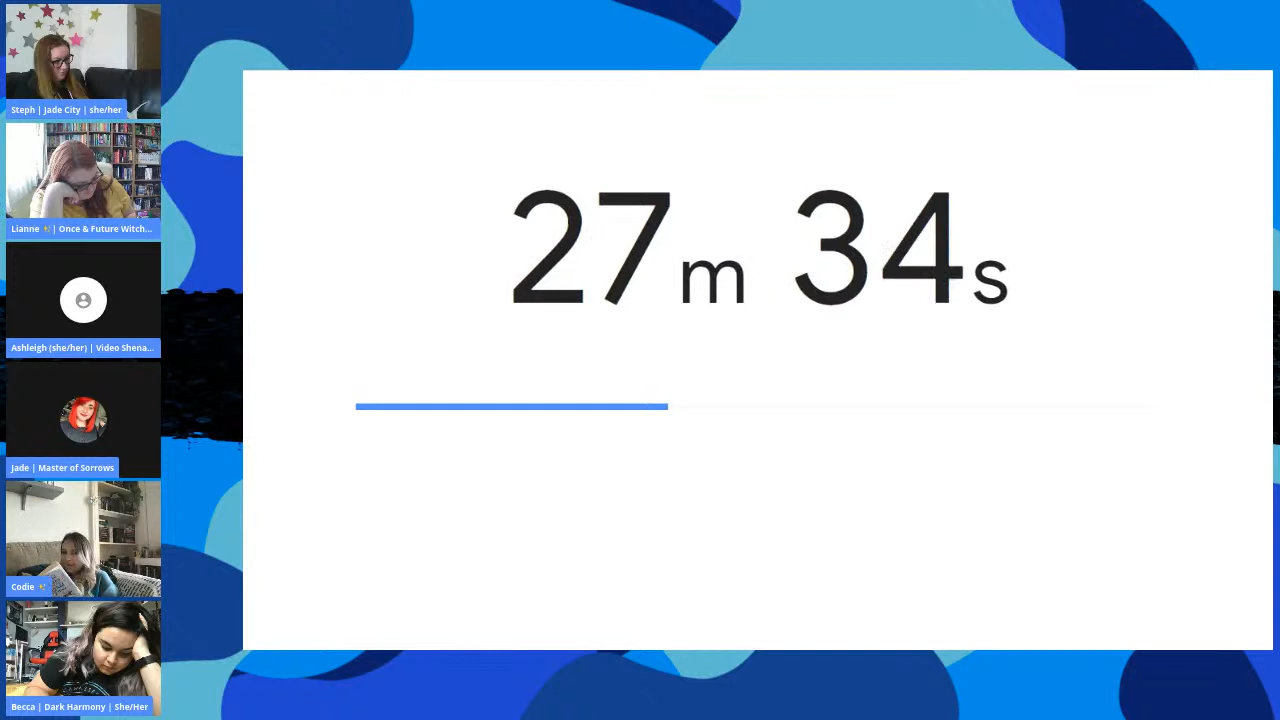 Steph | Jade City | she/her
Lianne ✨ | Once & Future Witch...
Ashleigh (she/her) | Video Shena...
Jade | Master of Sorrows
Codie ✨
Becca | Dark Harmony | She/Her
27m 34s